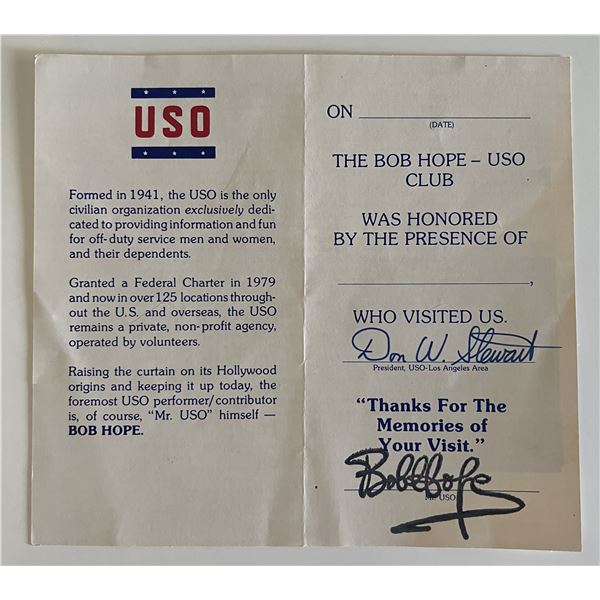 USO
Formed in 1941, the USO is the only
civilian organization exclusively dedi-
cated to providing information and fun
for off-duty service men and women,
and their dependents.
Granted a Federal Charter in 1979
and now in over 125 locations through-
out the U.S. and overseas, the USO
remains a private, non-profit agency,
operated by volunteers.
Raising the curtain on its Hollywood
origins and keeping it up today, the
foremost USO performer/contributor
is, of course, "Mr. USO" himself —
BOB HOPE.
ON
(DATE)
THE BOB HOPE – USO
CLUB
WAS HONORED
BY THE PRESENCE OF
,
WHO VISITED US.
Don W. Stewart
President, USO-Los Angeles Area
"Thanks For The
Memories of
Your Visit."
Bob Hope
Mr. USO